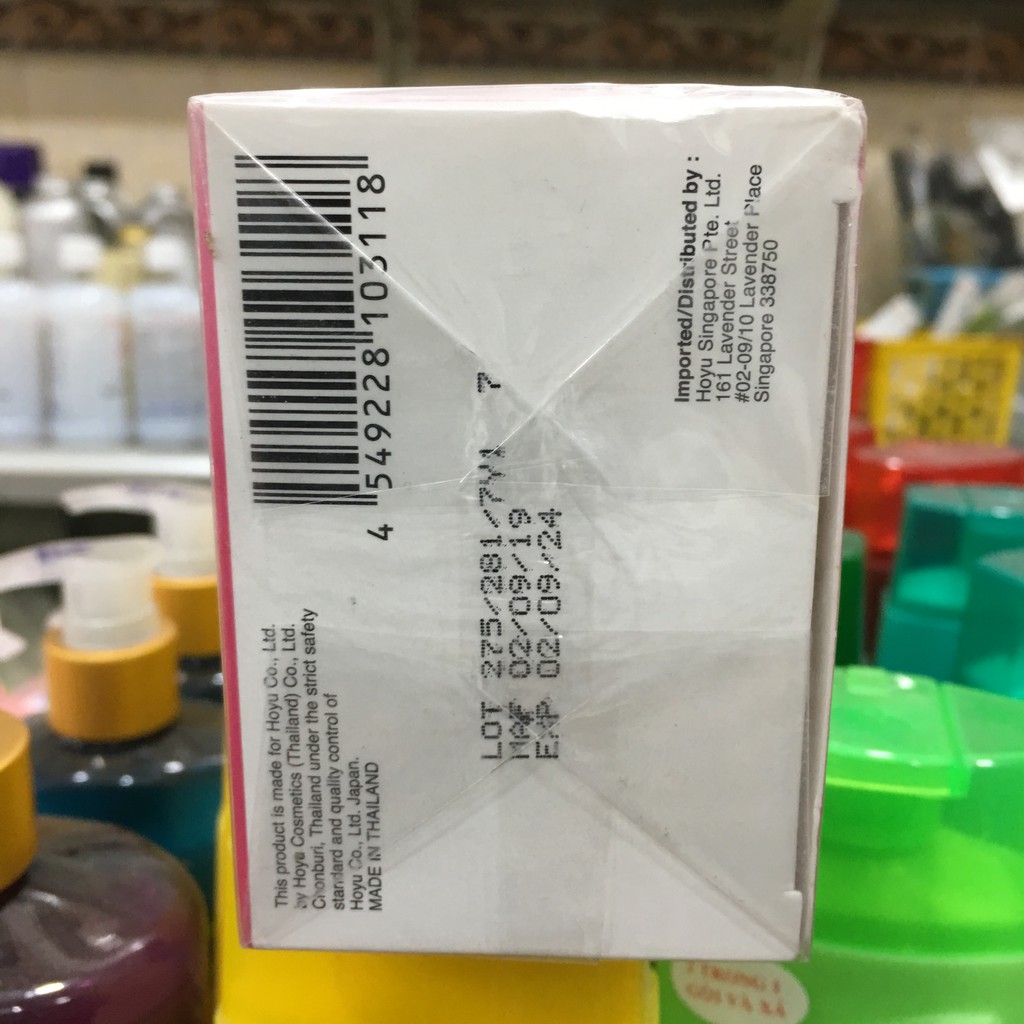 4 549228 103118
Imported/Distributed by :
Hoyu Singapore Pte. Ltd.
161 Lavender Street
#02-09/10 Lavender Place
Singapore 338750
This product is made for Hoyu Co., Ltd.
by Hoyu Cosmetics (Thailand) Co., Ltd.
Chonburi, Thailand under the strict safety
standard and quality control of
Hoyu Co., Ltd. Japan.
MADE IN THAILAND
LOT 275/281/ 7
MAF 02/09/19
EXP 02/09/24